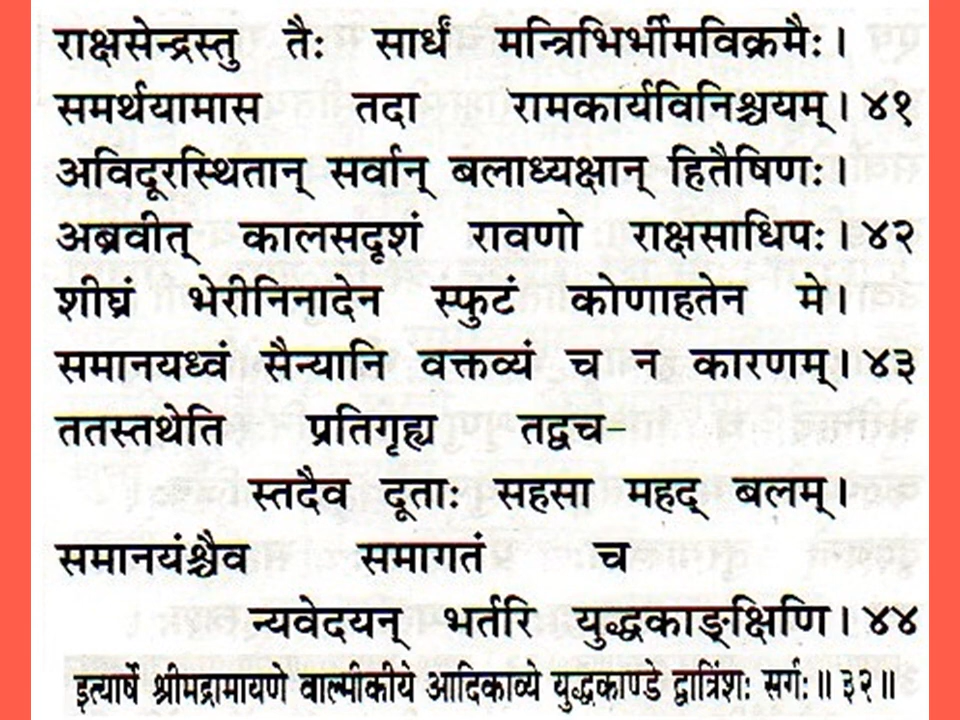 राक्षसेन्द्रस्तु तैः सार्धं मन्त्रिभिर्भीमविक्रमैः।
समर्थयामास तदा रामकार्यविनिश्चयम्।४१
अविदूरस्थितान् सर्वान् बलाध्यक्षान् हितैषिणः।
अब्रवीत् कालसदृशं रावणो राक्षसाधिपः।४२
शीघ्रं भेरीनिनादेन स्फुटं कोणाहतेन मे।
समानयध्वं सैन्यानि वक्तव्यं च न कारणम्।४३
ततस्तथेति प्रतिगृह्य तद्वच–
स्तदैव दूताः सहसा महद् बलम्।
समानयंश्चैव समागतं च
न्यवेदयन् भर्तरि युद्धकाङ्क्षिणि।४४
इत्यार्षे श्रीमद्रामायणे वाल्मीकीये आदिकाव्ये युद्धकाण्डे द्वात्रिंशः सर्गः॥३२॥